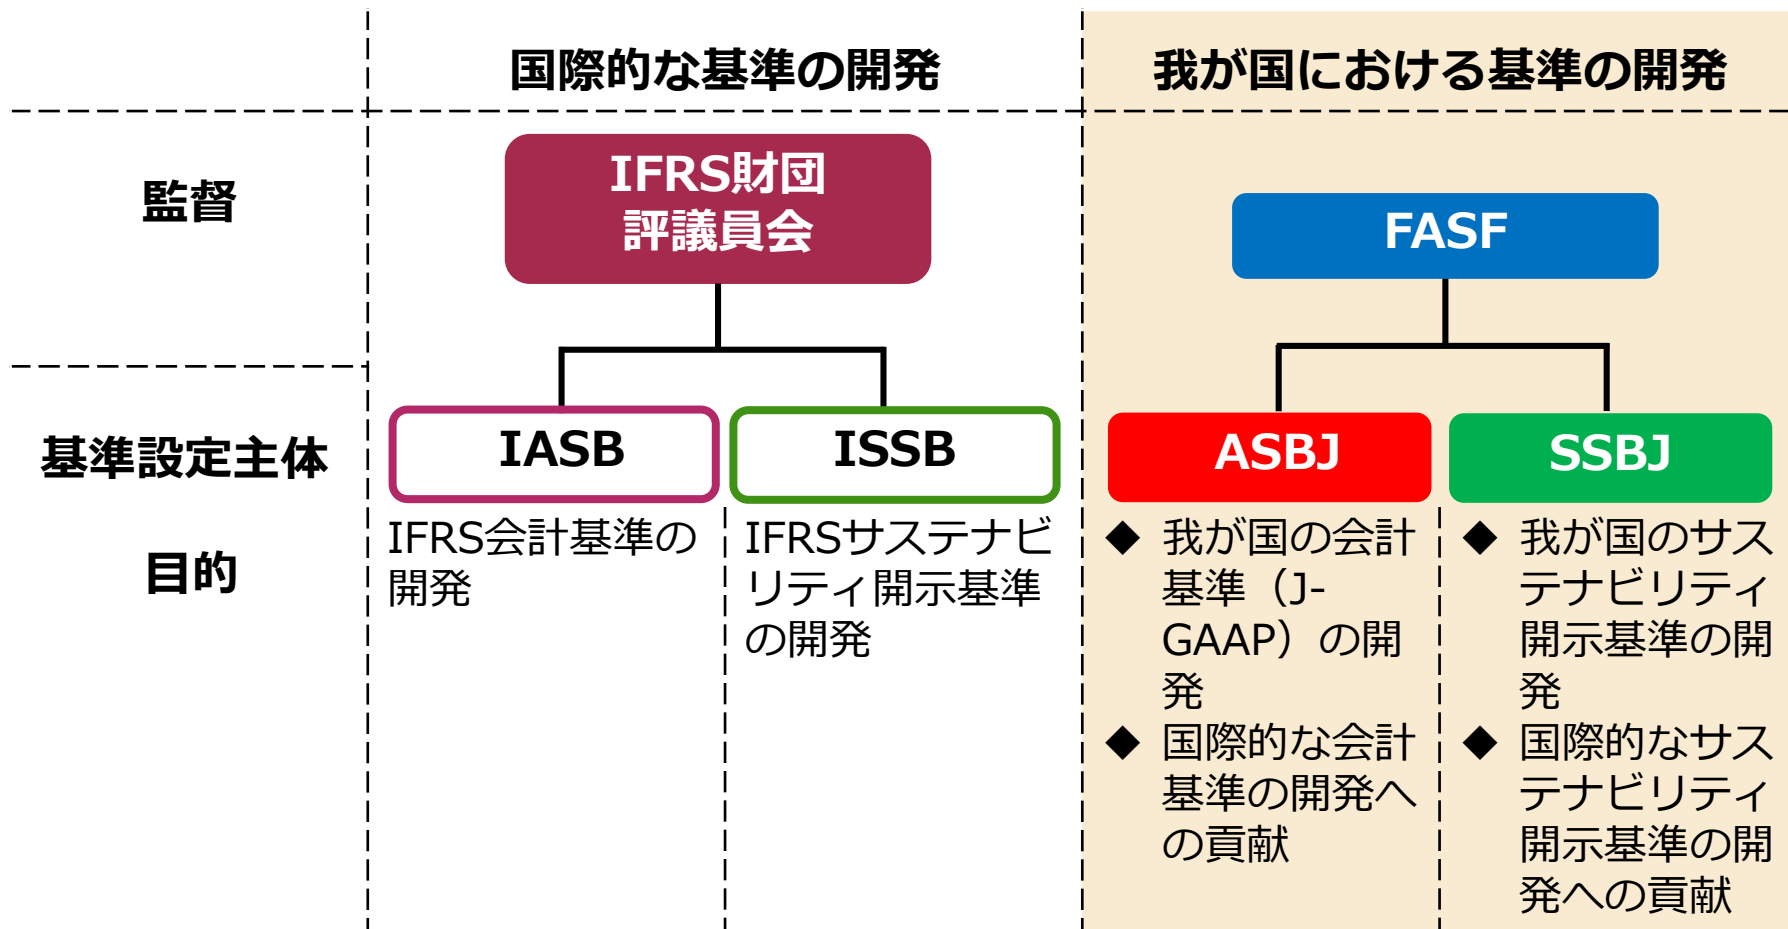 国際的な基準の開発
我が国における基準の開発
監督
IFRS財団
評議員会
FASF
基準設定主体
IASB
ISSB
ASBJ
SSBJ
目的
IFRS会計基準の
開発
IFRSサステナビ
リティ開示基準
の開発
◆ 我が国の会計
基準（J-
GAAP）の開
発
◆ 国際的な会計
基準の開発へ
の貢献
◆ 我が国のサス
テナビリティ
開示基準の開
発
◆ 国際的なサス
テナビリティ
開示基準の開
発への貢献